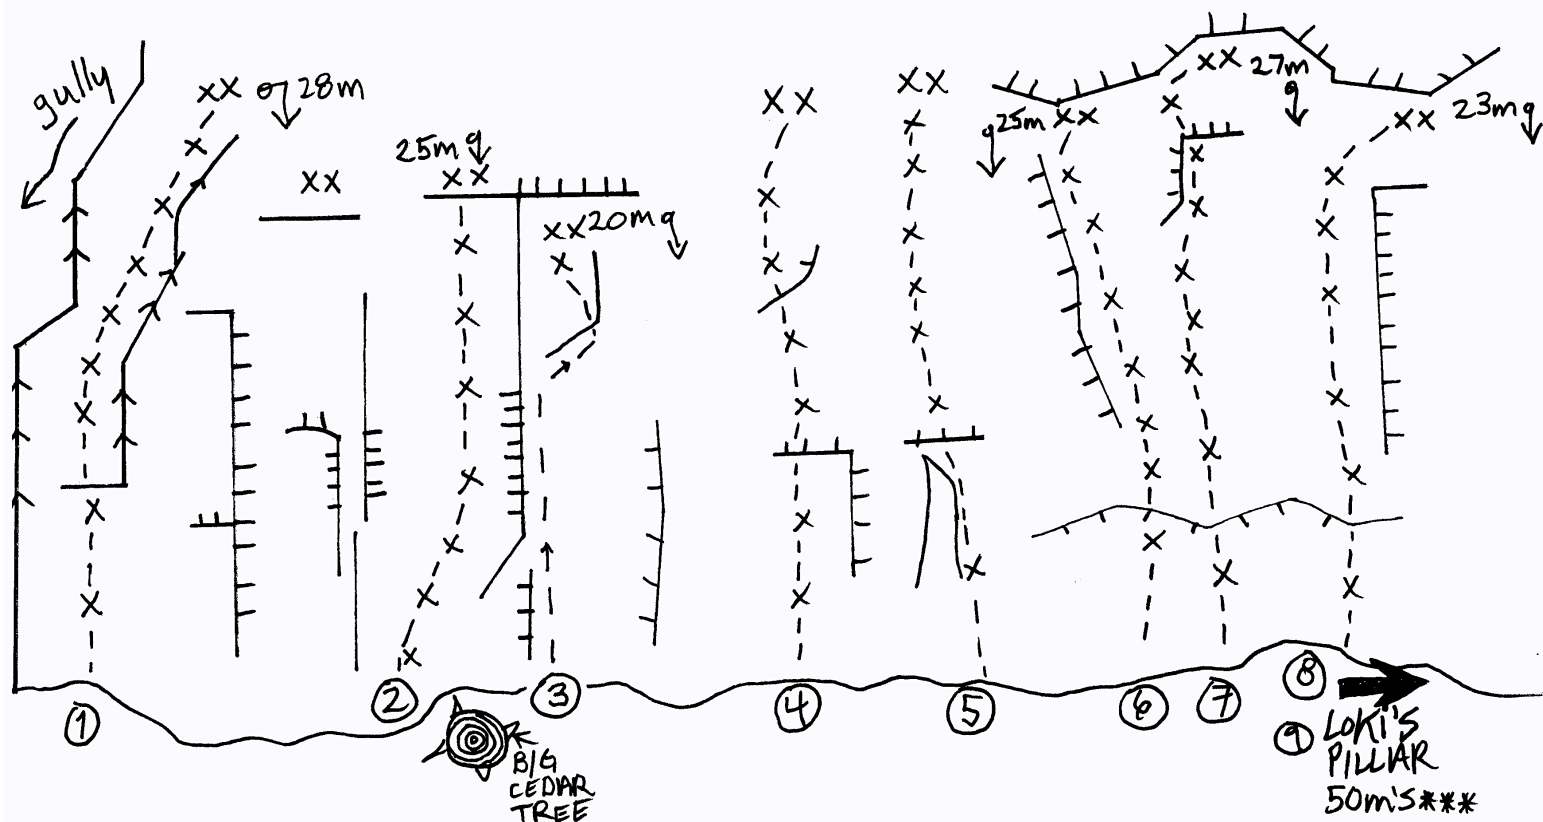 gully
XX 28m
XX
25m
XX
XX 20m
XX
XX
25m XX
XX 27m
XX 23m
1
2
3
4
5
6
7
8
BIG
CEDAR
TREE
9 LOKI'S
PILLIAR
50m's***